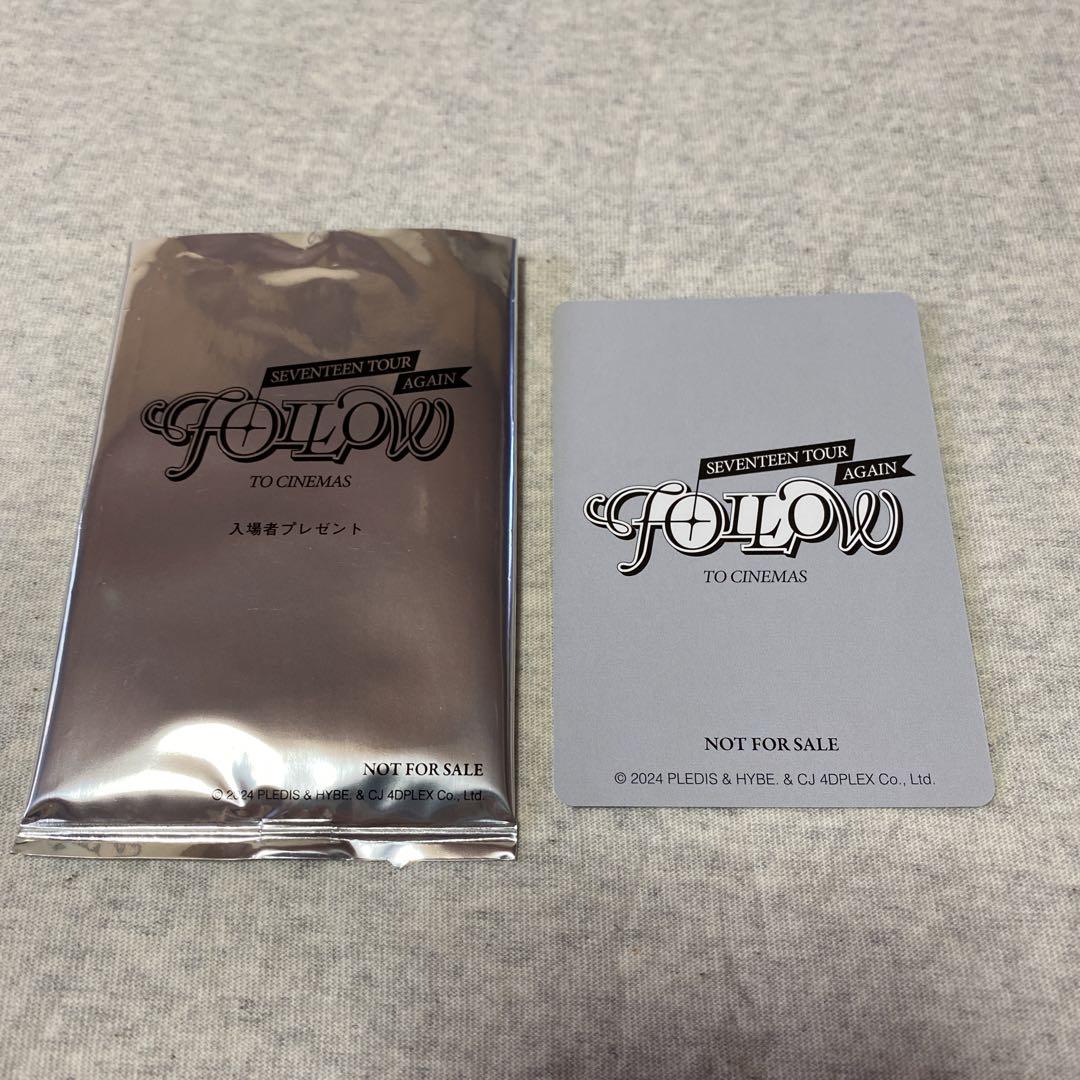 SEVENTEEN TOUR
AGAIN
FOLLOW
TO CINEMAS
入場者プレゼント
NOT FOR SALE
© 2024 PLEDIS & HYBE. & CJ 4DPLEX Co., Ltd.
SEVENTEEN TOUR
AGAIN
FOLLOW
TO CINEMAS
NOT FOR SALE
© 2024 PLEDIS & HYBE. & CJ 4DPLEX Co., Ltd.